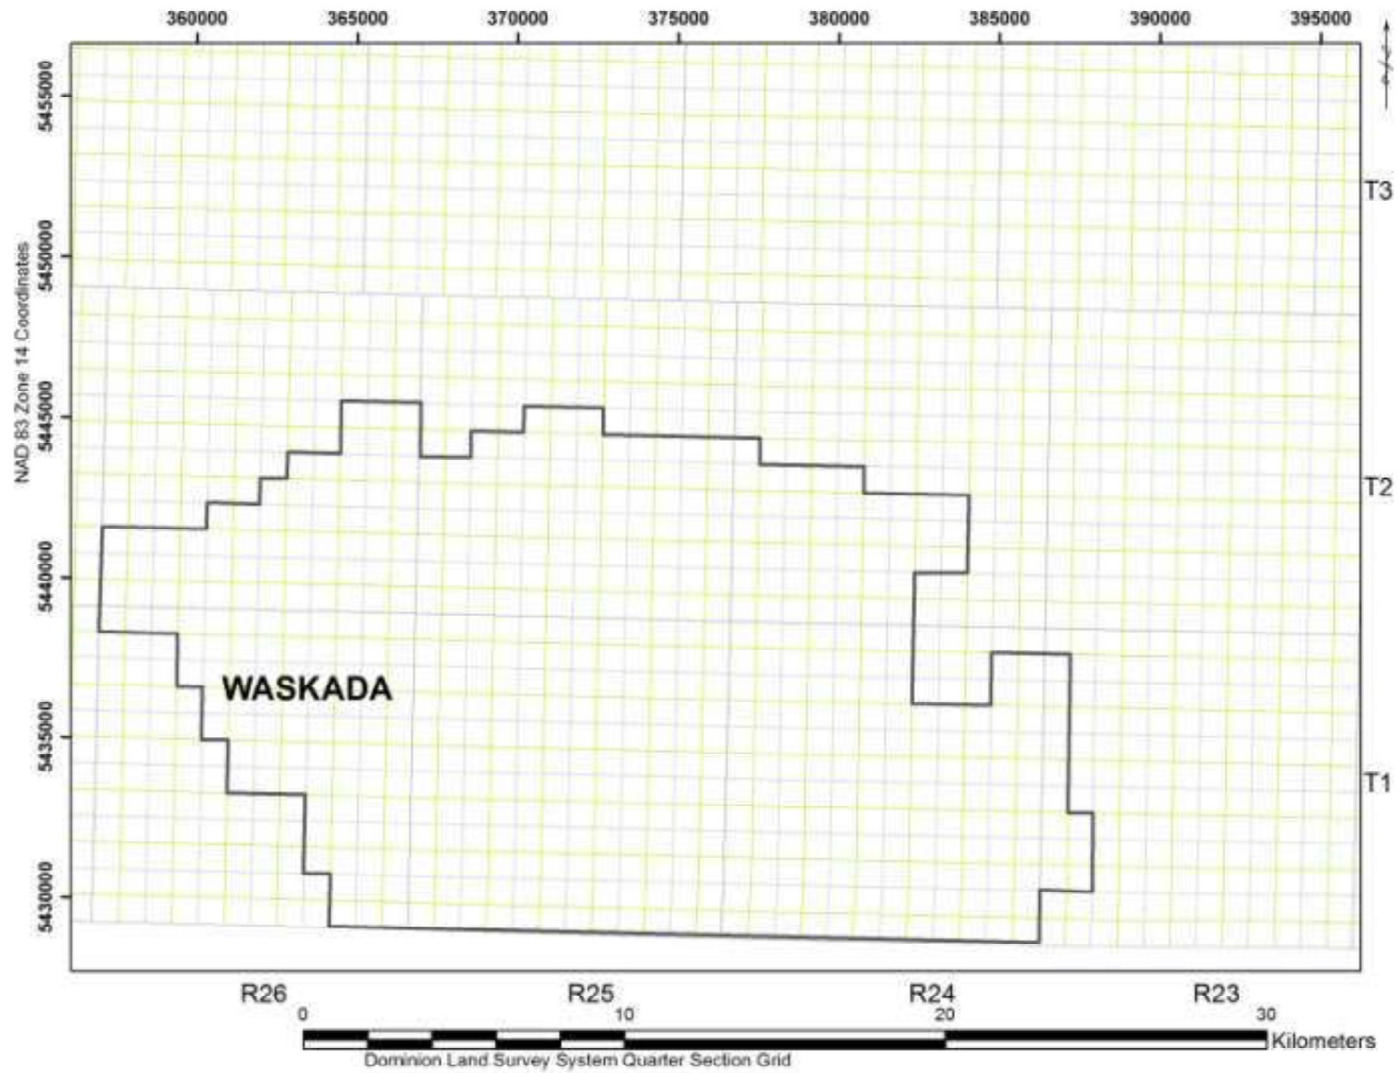 360000 365000 370000 375000 380000 385000 390000 395000
5455000
5450000
5445000
5440000
5435000
5430000
NAD 83 Zone 14 Coordinates
T3
T2
T1
WASKADA
R26 R25 R24 R23
0 10 20 30
Kilometers
Dominion Land Survey System Quarter Section Grid